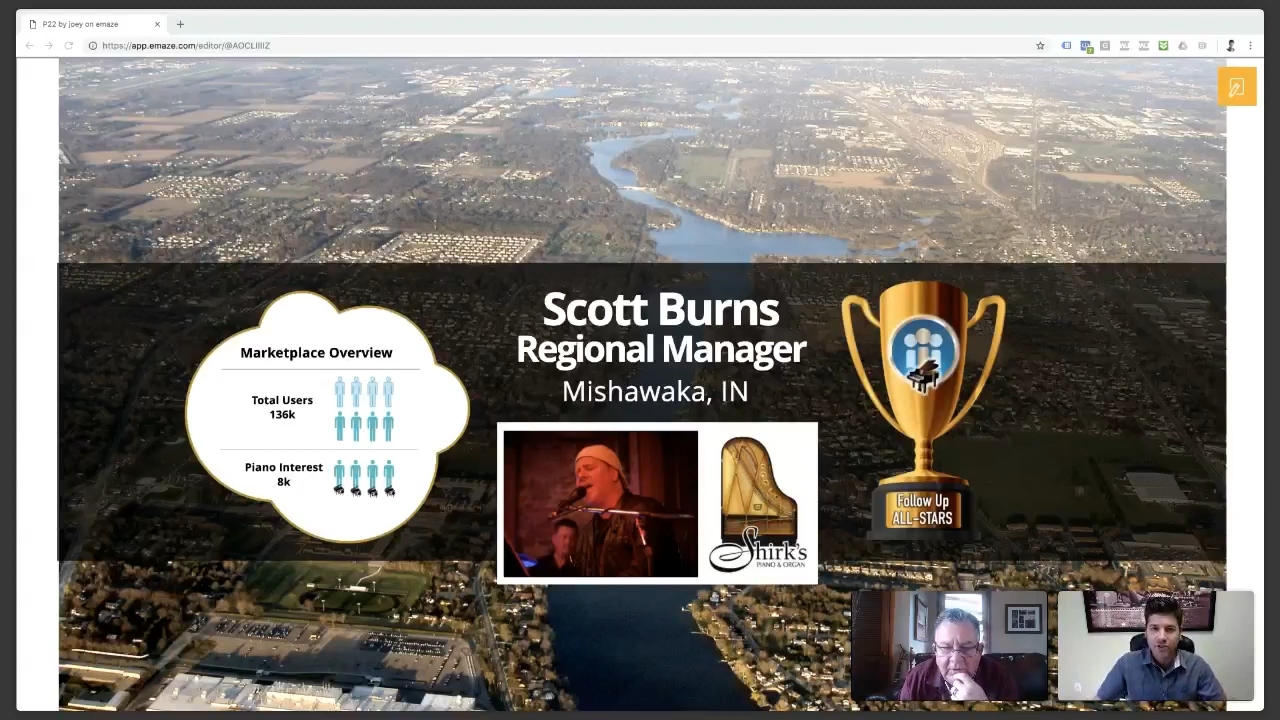 P22 by joey on emaze
https://app.emaze.com/editor/@AOCLIIIIZ
Marketplace Overview
Total Users
136k
Piano Interest
8k
Scott Burns
Regional Manager
Mishawaka, IN
Shirk's
PIANO & ORGAN
Follow Up
ALL-STARS